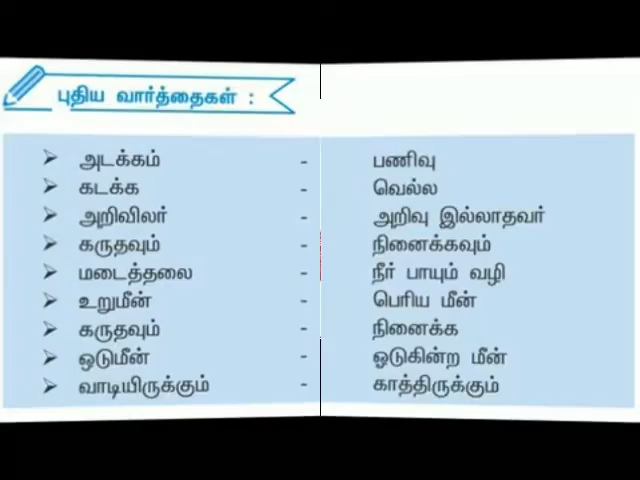 புதிய வார்த்தைகள் :
அடக்கம் - பணிவு
கடக்க - வெல்ல
அறிவிலர் - அறிவு இல்லாதவர்
கருதவும் - நினைக்கவும்
மடைத்தலை - நீர் பாயும் வழி
உறுமீன் - பெரிய மீன்
கருதவும் - நினைக்க
ஒடுமீன் - ஓடுகின்ற மீன்
வாடியிருக்கும் - காத்திருக்கும்